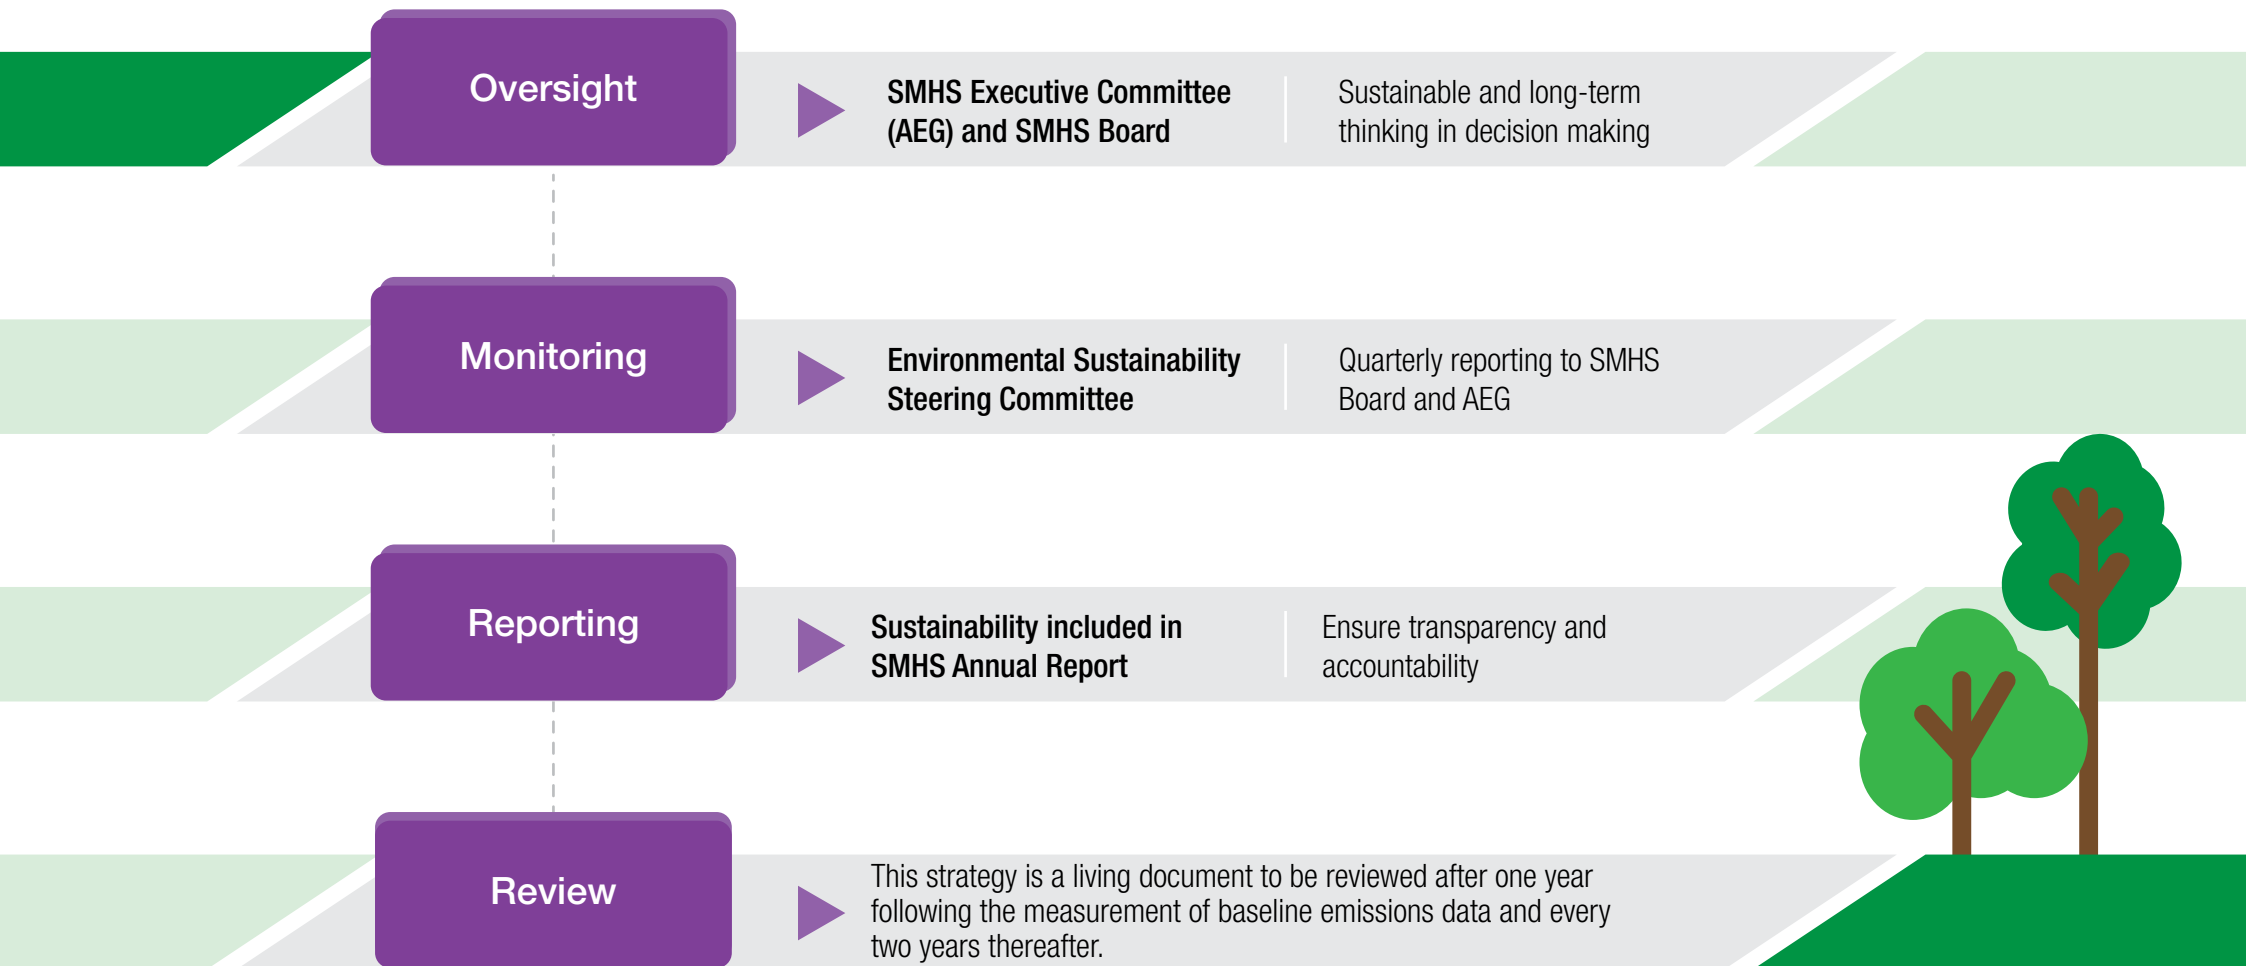 Oversight
SMHS Executive Committee
(AEG) and SMHS Board
Sustainable and long-term
thinking in decision making
Monitoring
Environmental Sustainability
Steering Committee
Quarterly reporting to SMHS
Board and AEG
Reporting
Sustainability included in
SMHS Annual Report
Ensure transparency and
accountability
Review
This strategy is a living document to be reviewed after one year
following the measurement of baseline emissions data and every
two years thereafter.